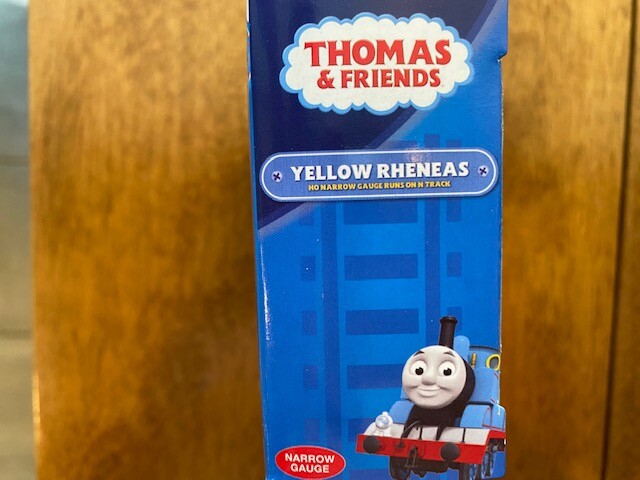 THOMAS
& FRIENDS
YELLOW RHENEAS
HO NARROW GAUGE RUNS ON N TRACK
NARROW
GAUGE